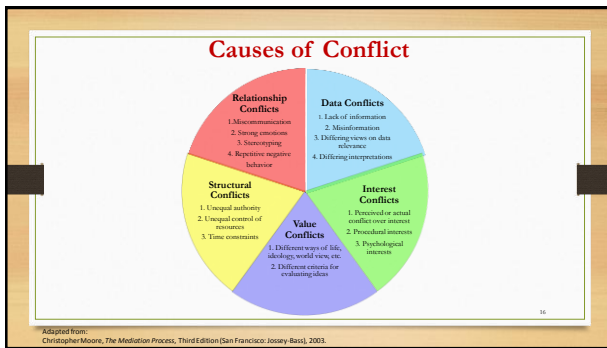 Causes of Conflict
Relationship
Conflicts
1.Miscommunication
2. Strong emotions
3. Stereotyping
4. Repetitive negative
behavior
Data Conflicts
1. Lack of information
2. Misinformation
3. Differing views on data
relevance
4. Differing interpretations
Interest
Conflicts
1. Perceived or actual
conflict over interest
2. Procedural interests
3. Psychological
interests
Value
Conflicts
1. Different ways of life,
ideology, world view, etc.
2. Different criteria for
evaluating ideas
Structural
Conflicts
1. Unequal authority
2. Unequal control of
resources
3. Time constraints
36
Adapted from:
Christopher Moore, The Mediation Process, Third Edition (San Francisco: Jossey-Bass), 2003.